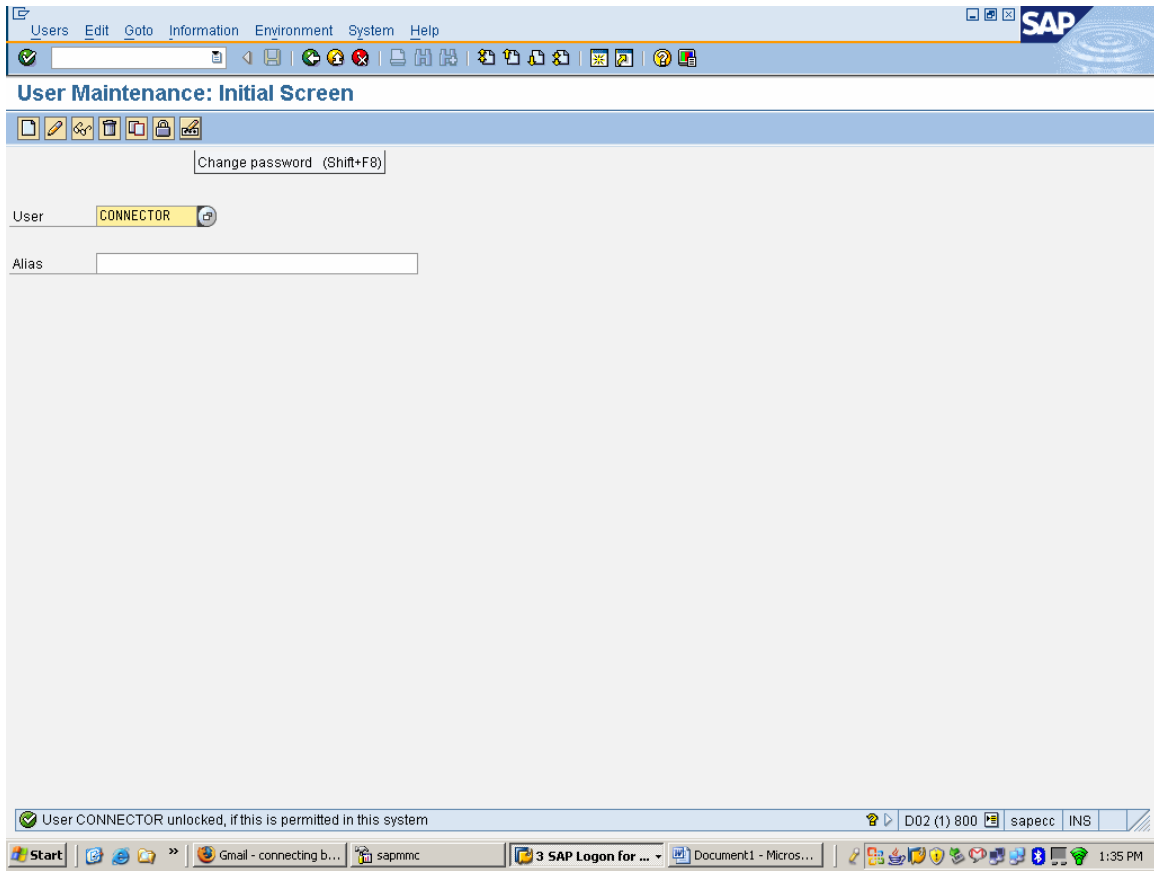 Users Edit Goto Information Environment System Help
SAP
User Maintenance: Initial Screen
Change password (Shift+F8)
User CONNECTOR
Alias
User CONNECTOR unlocked, if this is permitted in this system
D02 (1) 800 sapecc INS
Start » Gmail - connecting b... sapmmc 3 SAP Logon for ... Document1 - Micros... 1:35 PM